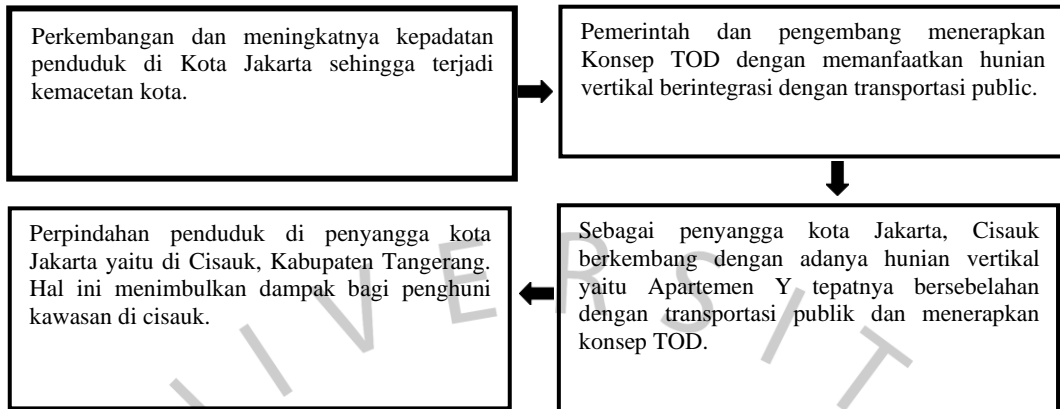 Perkembangan dan meningkatnya kepadatan
penduduk di Kota Jakarta sehingga terjadi
kemacetan kota.
Pemerintah dan pengembang menerapkan
Konsep TOD dengan memanfaatkan hunian
vertikal berintegrasi dengan transportasi public.
Sebagai penyangga kota Jakarta, Cisauk
berkembang dengan adanya hunian vertikal
yaitu Apartemen Y tepatnya bersebelahan
dengan transportasi publik dan menerapkan
konsep TOD.
Perpindahan penduduk di penyangga kota
Jakarta yaitu di Cisauk, Kabupaten Tangerang.
Hal ini menimbulkan dampak bagi penghuni
kawasan di cisauk.
I V E R S I T